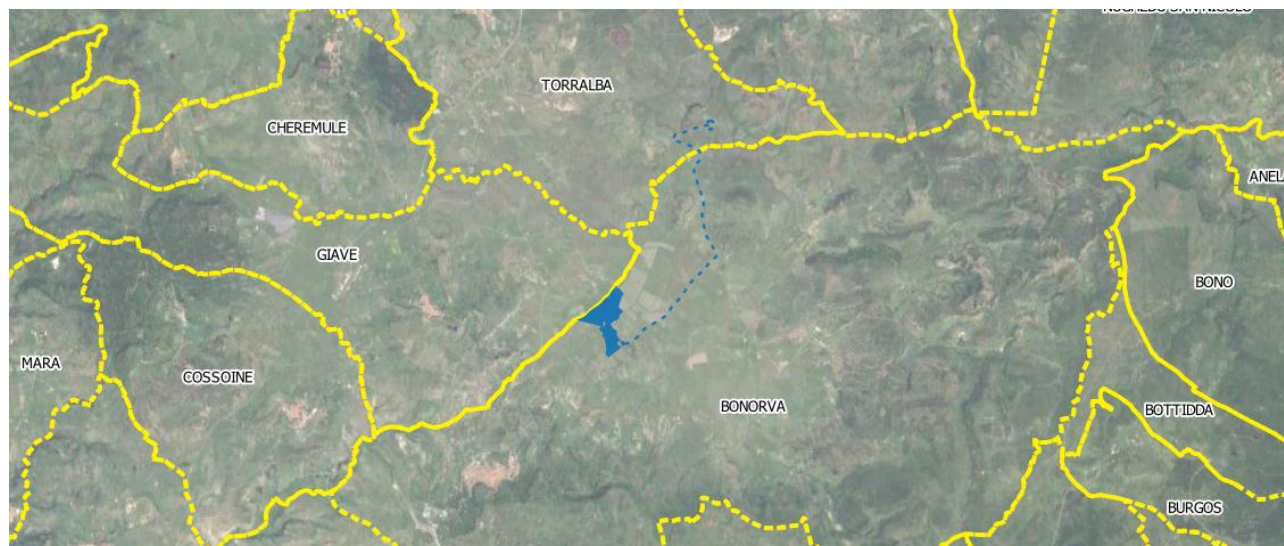 TORRALBA
CHEREMULE
ANELA
GIAVE
BONO
MARA
COSSOINE
BONORVA
BOTTIDDA
BURGOS